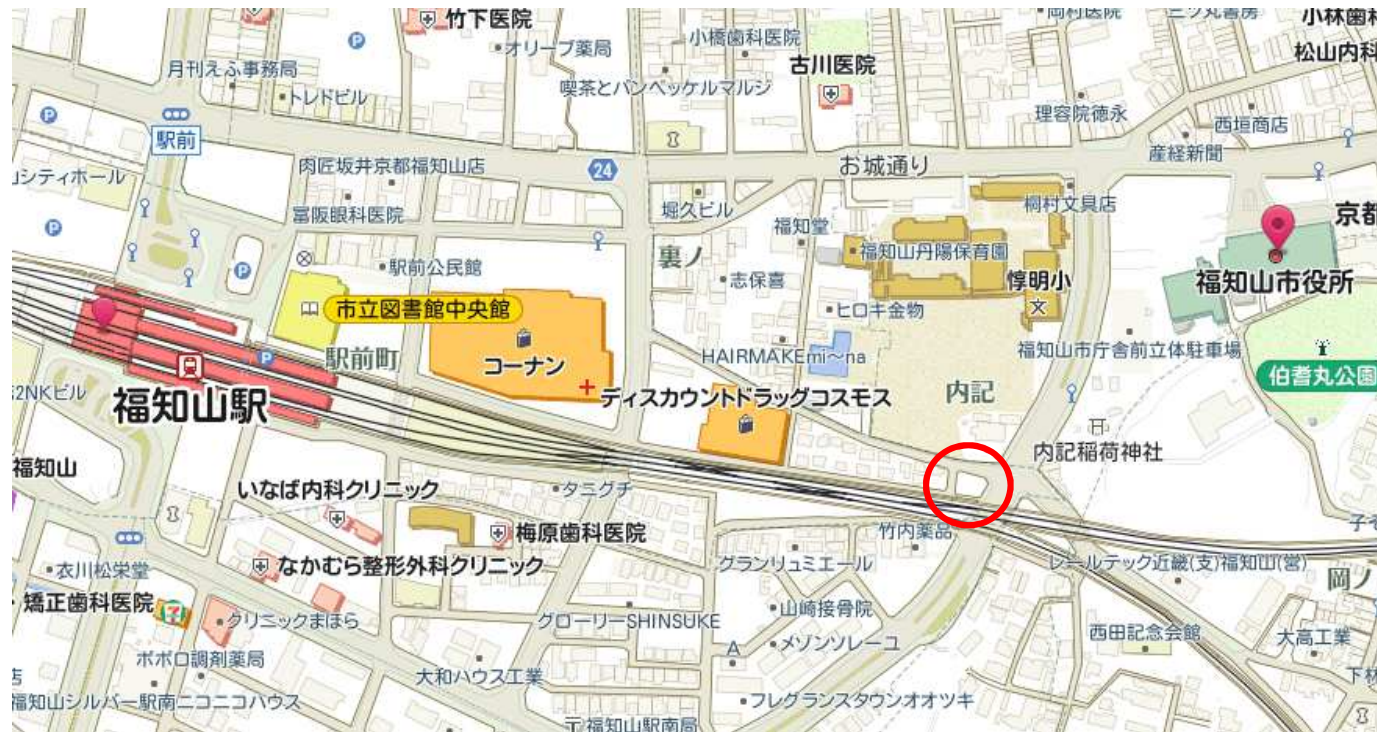 竹下医院
オリーブ薬局
小橋歯科医院
岡村医院
三ツ丸書房
小林歯科
松山内科
月刊えふ事務局
トレドビル
喫茶とパンペッケルマルジ
古川医院
理容院徳永
西垣商店
駅前
肉匠坂井京都福知山店
24
お城通り
産経新聞
シティホール
冨阪眼科医院
堀久ビル
福知堂
桐村文具店
京都
駅前公民館
裏ノ
志保喜
福知山丹陽保育園
惇明小
福知山市役所
市立図書館中央館
ヒロキ金物
駅前町
コーナン
HAIRMAKEmi～na
福知山市庁舎前立体駐車場
伯耆丸公園
2NKビル
福知山駅
ディスカウントドラッグコスモス
内記
内記稲荷神社
福知山
いなば内科クリニック
タニグチ
梅原歯科医院
竹内薬品
衣川松栄堂
なかむら整形外科クリニック
グランリュミエール
レールテック近畿(支)福知山(営)
岡ノ
矯正歯科医院
クリニックまほら
グローリーSHINSUKE
山崎接骨院
西田記念会館
大高工業
A
メゾンソレーユ
ポポロ調剤薬局
大和ハウス工業
下林
福知山シルバー駅南ニコニコハウス
フレグランスタウンオオツキ
福知山駅南局